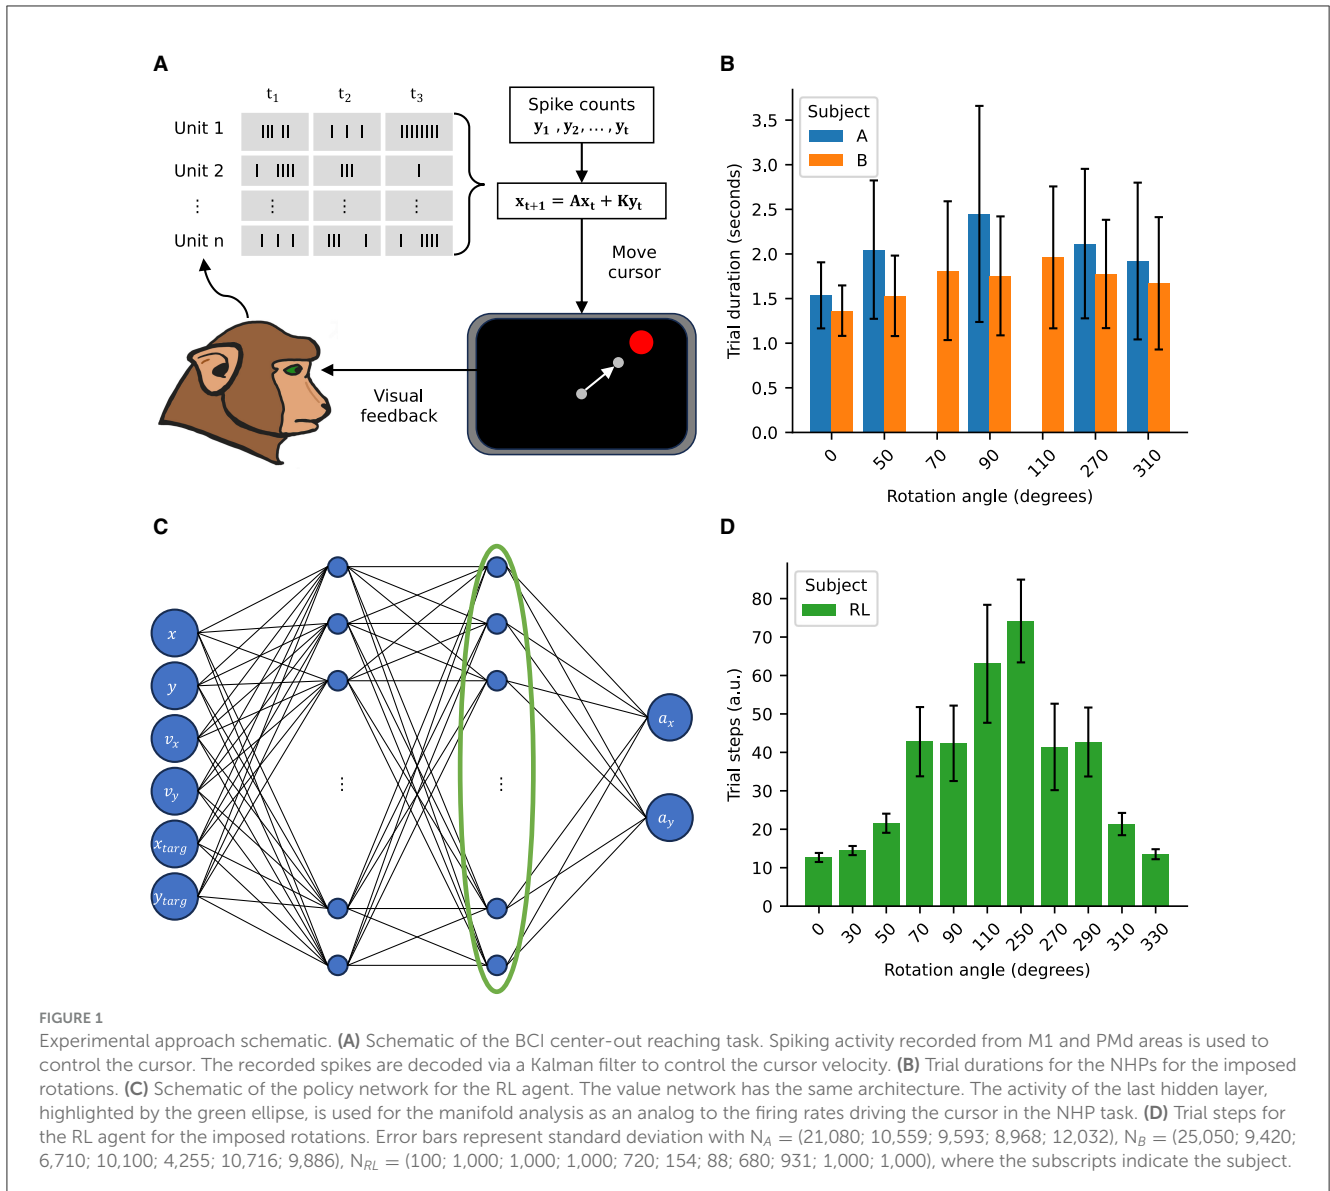 A
t1 t2 t3
Unit 1
Unit 2
⋮ ⋮ ⋮ ⋮
Unit n
Spike counts
y1 , y2, … , yt
xt+1 = Axt + Kyt
Move
cursor
Visual
feedback
B
Trial duration (seconds)
3.5
3.0
2.5
2.0
1.5
1.0
0.5
0.0
Subject
A
B
0 50 70 90 110 270 310
Rotation angle (degrees)
C
x
y
vx
vy
xtarg
ytarg
⋮ ⋮
ax
ay
D
Trial steps (a.u.)
80
70
60
50
40
30
20
10
0
Subject
RL
0 30 50 70 90 110 250 270 290 310 330
Rotation angle (degrees)
FIGURE 1
Experimental approach schematic. (A) Schematic of the BCI center-out reaching task. Spiking activity recorded from M1 and PMd areas is used to
control the cursor. The recorded spikes are decoded via a Kalman filter to control the cursor velocity. (B) Trial durations for the NHPs for the imposed
rotations. (C) Schematic of the policy network for the RL agent. The value network has the same architecture. The activity of the last hidden layer,
highlighted by the green ellipse, is used for the manifold analysis as an analog to the firing rates driving the cursor in the NHP task. (D) Trial steps for
the RL agent for the imposed rotations. Error bars represent standard deviation with NA = (21,080; 10,559; 9,593; 8,968; 12,032), NB = (25,050; 9,420;
6,710; 10,100; 4,255; 10,716; 9,886), NRL = (100; 1,000; 1,000; 1,000; 720; 154; 88; 680; 931; 1,000; 1,000), where the subscripts indicate the subject.